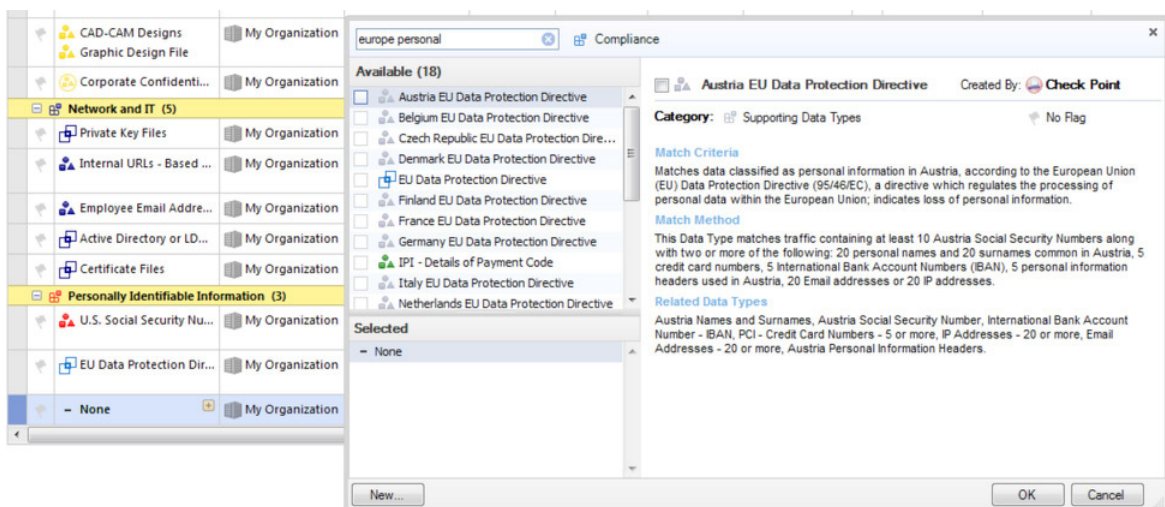 CAD-CAM Designs
Graphic Design File
My Organization
Corporate Confidenti...
My Organization
Network and IT (5)
Private Key Files
My Organization
Internal URLs - Based ...
My Organization
Employee Email Addre...
My Organization
Active Directory or LD...
My Organization
Certificate Files
My Organization
Personally Identifiable Information (3)
U.S. Social Security Nu...
My Organization
EU Data Protection Dir...
My Organization
– None
My Organization
europe personal
Compliance
Available (18)
Austria EU Data Protection Directive
Belgium EU Data Protection Directive
Czech Republic EU Data Protection Dire...
Denmark EU Data Protection Directive
EU Data Protection Directive
Finland EU Data Protection Directive
France EU Data Protection Directive
Germany EU Data Protection Directive
IPI - Details of Payment Code
Italy EU Data Protection Directive
Netherlands EU Data Protection Directive
Selected
– None
New...
Austria EU Data Protection Directive
Created By: Check Point
Category: Supporting Data Types
No Flag
Match Criteria
Matches data classified as personal information in Austria, according to the European Union
(EU) Data Protection Directive (95/46/EC), a directive which regulates the processing of
personal data within the European Union; indicates loss of personal information.
Match Method
This Data Type matches traffic containing at least 10 Austria Social Security Numbers along
with two or more of the following: 20 personal names and 20 surnames common in Austria, 5
credit card numbers, 5 International Bank Account Numbers (IBAN), 5 personal information
headers used in Austria, 20 Email addresses or 20 IP addresses.
Related Data Types
Austria Names and Surnames, Austria Social Security Number, International Bank Account
Number - IBAN, PCI - Credit Card Numbers - 5 or more, IP Addresses - 20 or more, Email
Addresses - 20 or more, Austria Personal Information Headers.
OK
Cancel